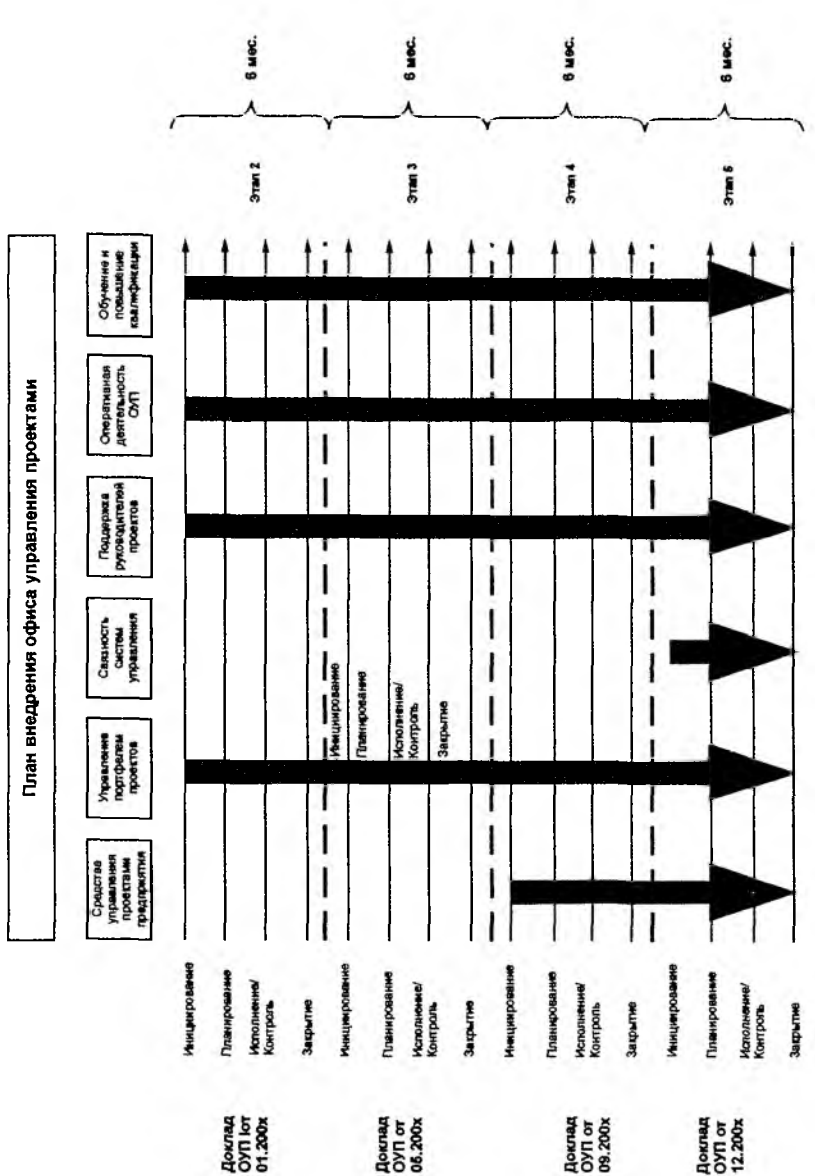 План внедрения офиса управления проектами
Средства
управления
проектами
предприятия
Управление
портфелем
проектов
Связность
систем
управления
Поддержка
руководителей
проектов
Оперативная
деятельность
ОУП
Обучение и
повышение
квалификации
Доклад
ОУП Iот
01.200x
Инициирование
Планирование
Исполнение/
Контроль
Закрытие
Этап 2
6 мес.
Доклад
ОУП от
05.200x
Инициирование
Планирование
Исполнение/
Контроль
Закрытие
Инициирование
Планирование
Исполнение/
Контроль
Закрытие
Этап 3
6 мес.
Доклад
ОУП от
09.200x
Инициирование
Планирование
Исполнение/
Контроль
Закрытие
Этап 4
6 мес.
Доклад
ОУП от
12.200x
Инициирование
Планирование
Исполнение/
Контроль
Закрытие
Этап 5
6 мес.